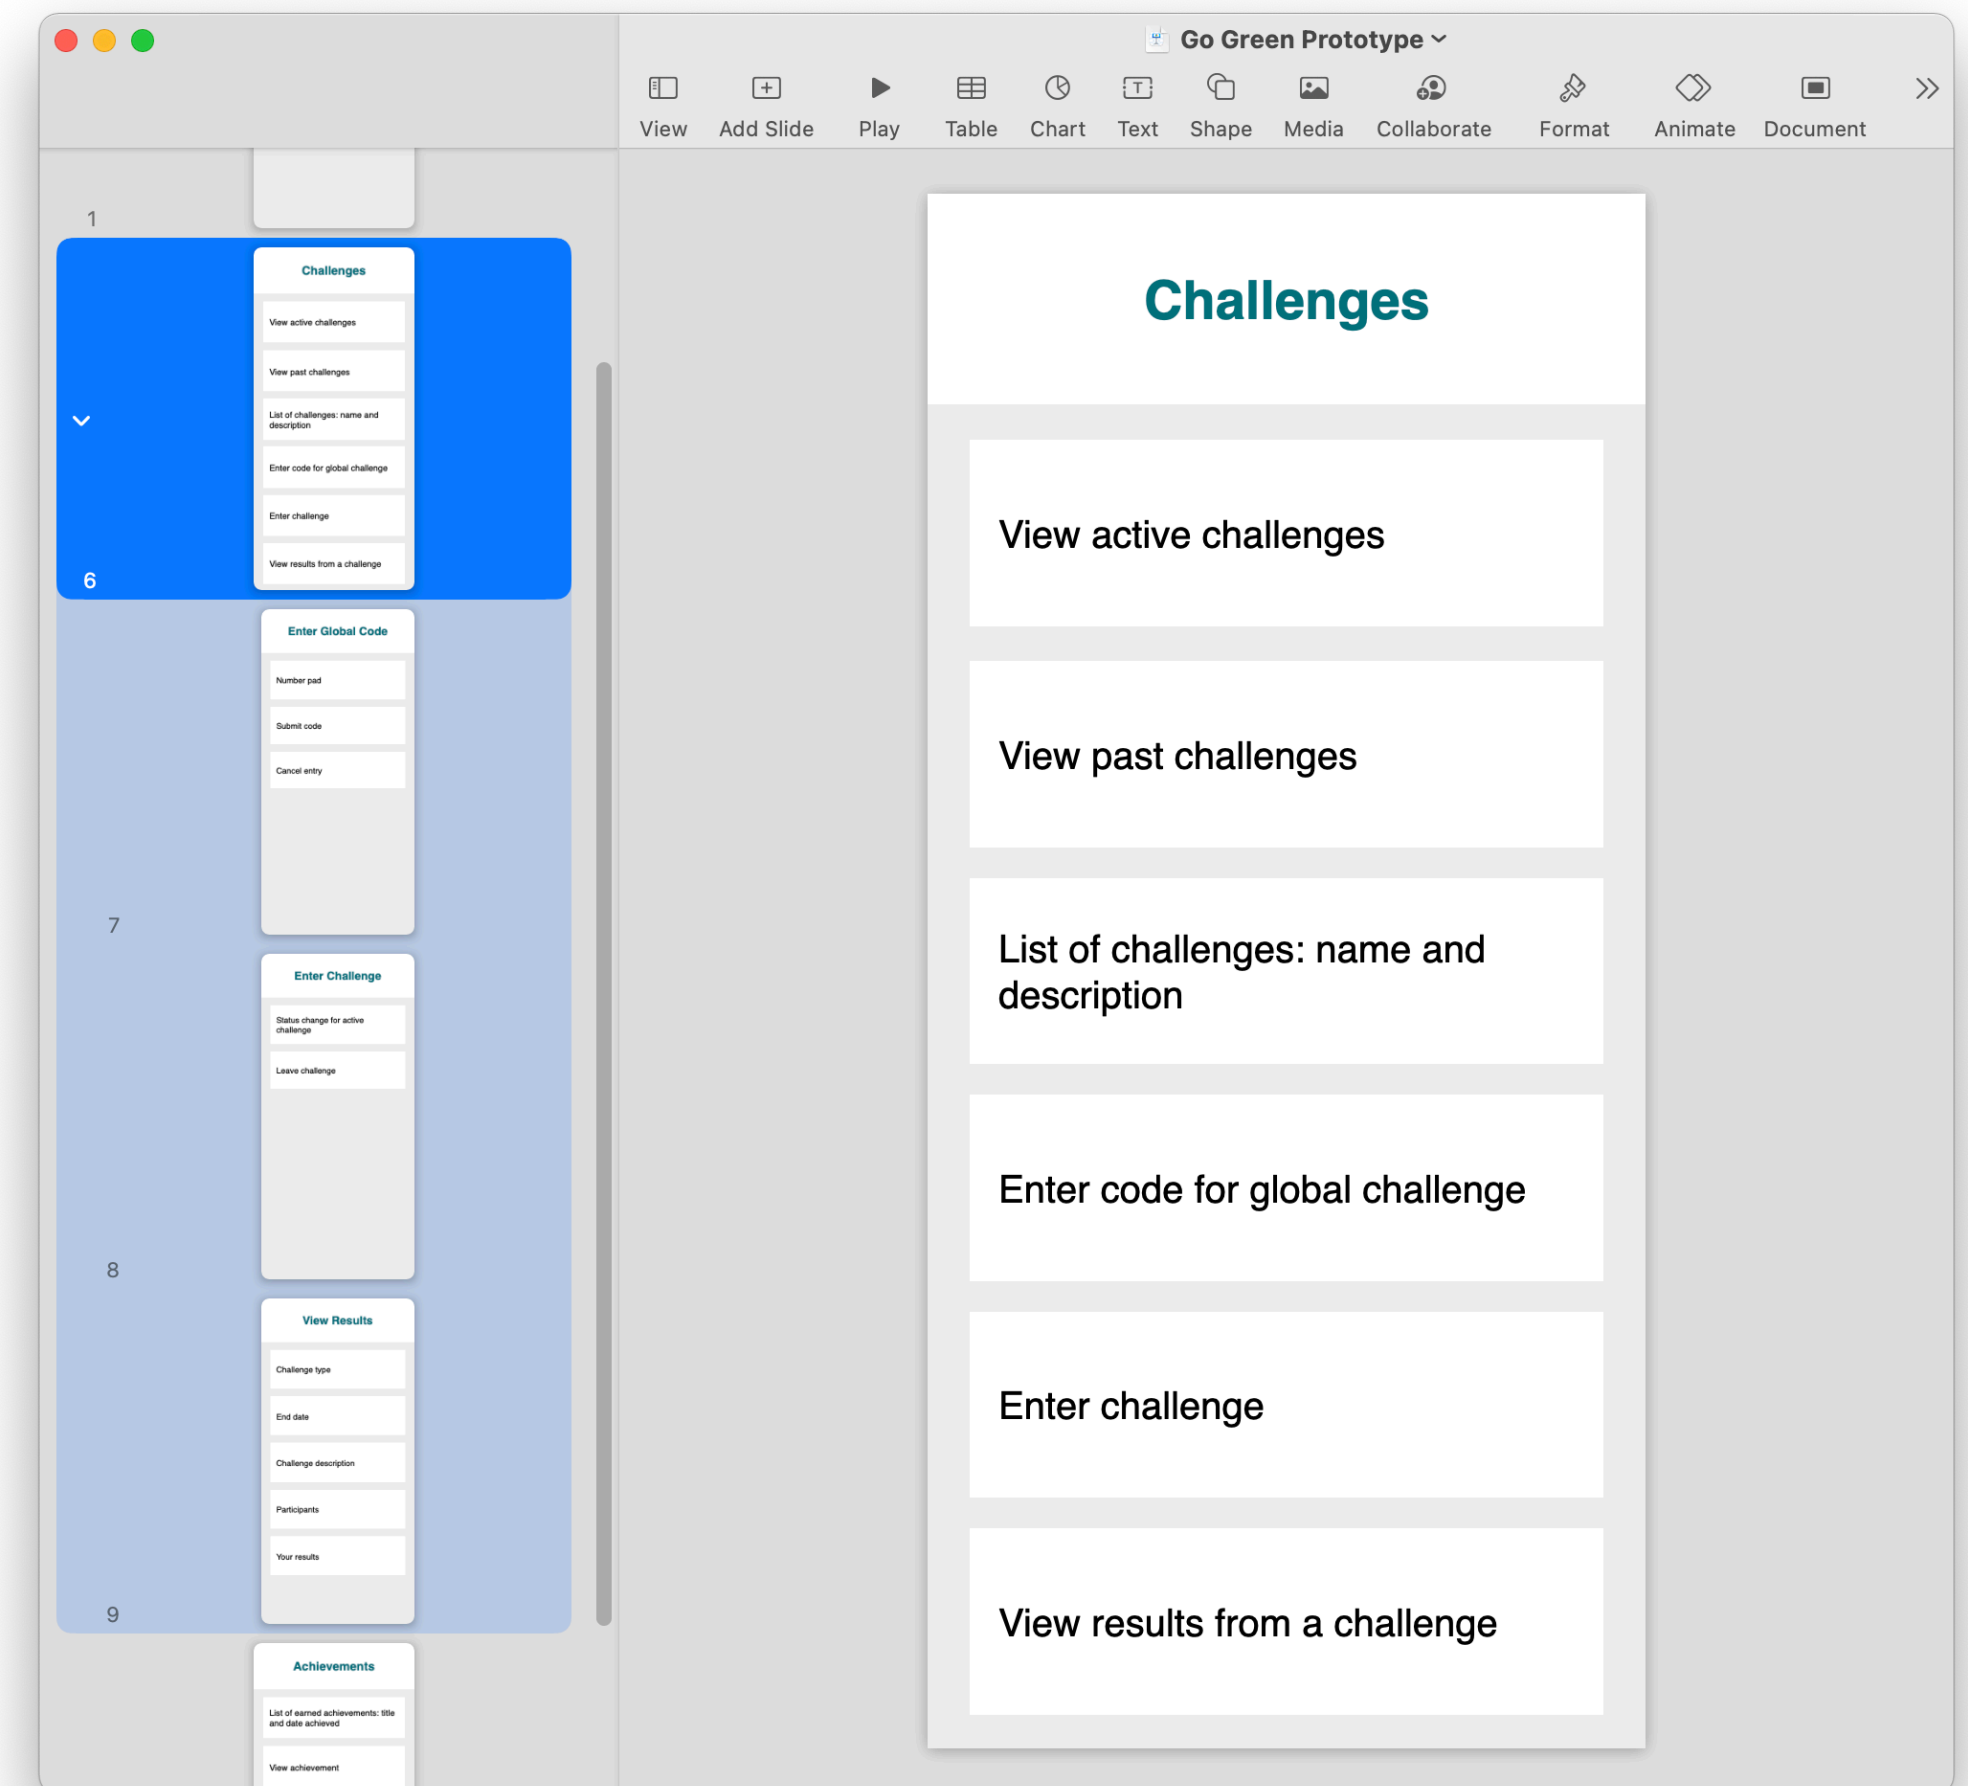 Go Green Prototype
View
Add Slide
Play
Table
Chart
Text
Shape
Media
Collaborate
Format
Animate
Document
1
Challenges
View active challenges
View past challenges
List of challenges: name and
description
Enter code for global challenge
Enter challenge
View results from a challenge
6
Enter Global Code
Number pad
Submit code
Cancel entry
7
Enter Challenge
Status change for active
challenge
Leave challenge
8
View Results
Challenge type
End date
Challenge description
Participants
Your results
9
Achievements
List of earned achievements: title
and date achieved
View achievement
Challenges
View active challenges
View past challenges
List of challenges: name and
description
Enter code for global challenge
Enter challenge
View results from a challenge